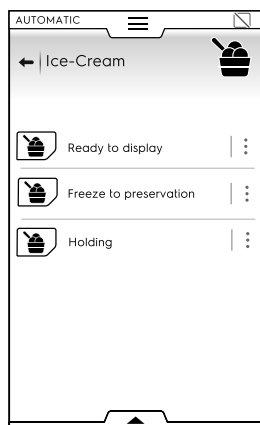 AUTOMATIC
Ice-Cream
Ready to display
Freeze to preservation
Holding